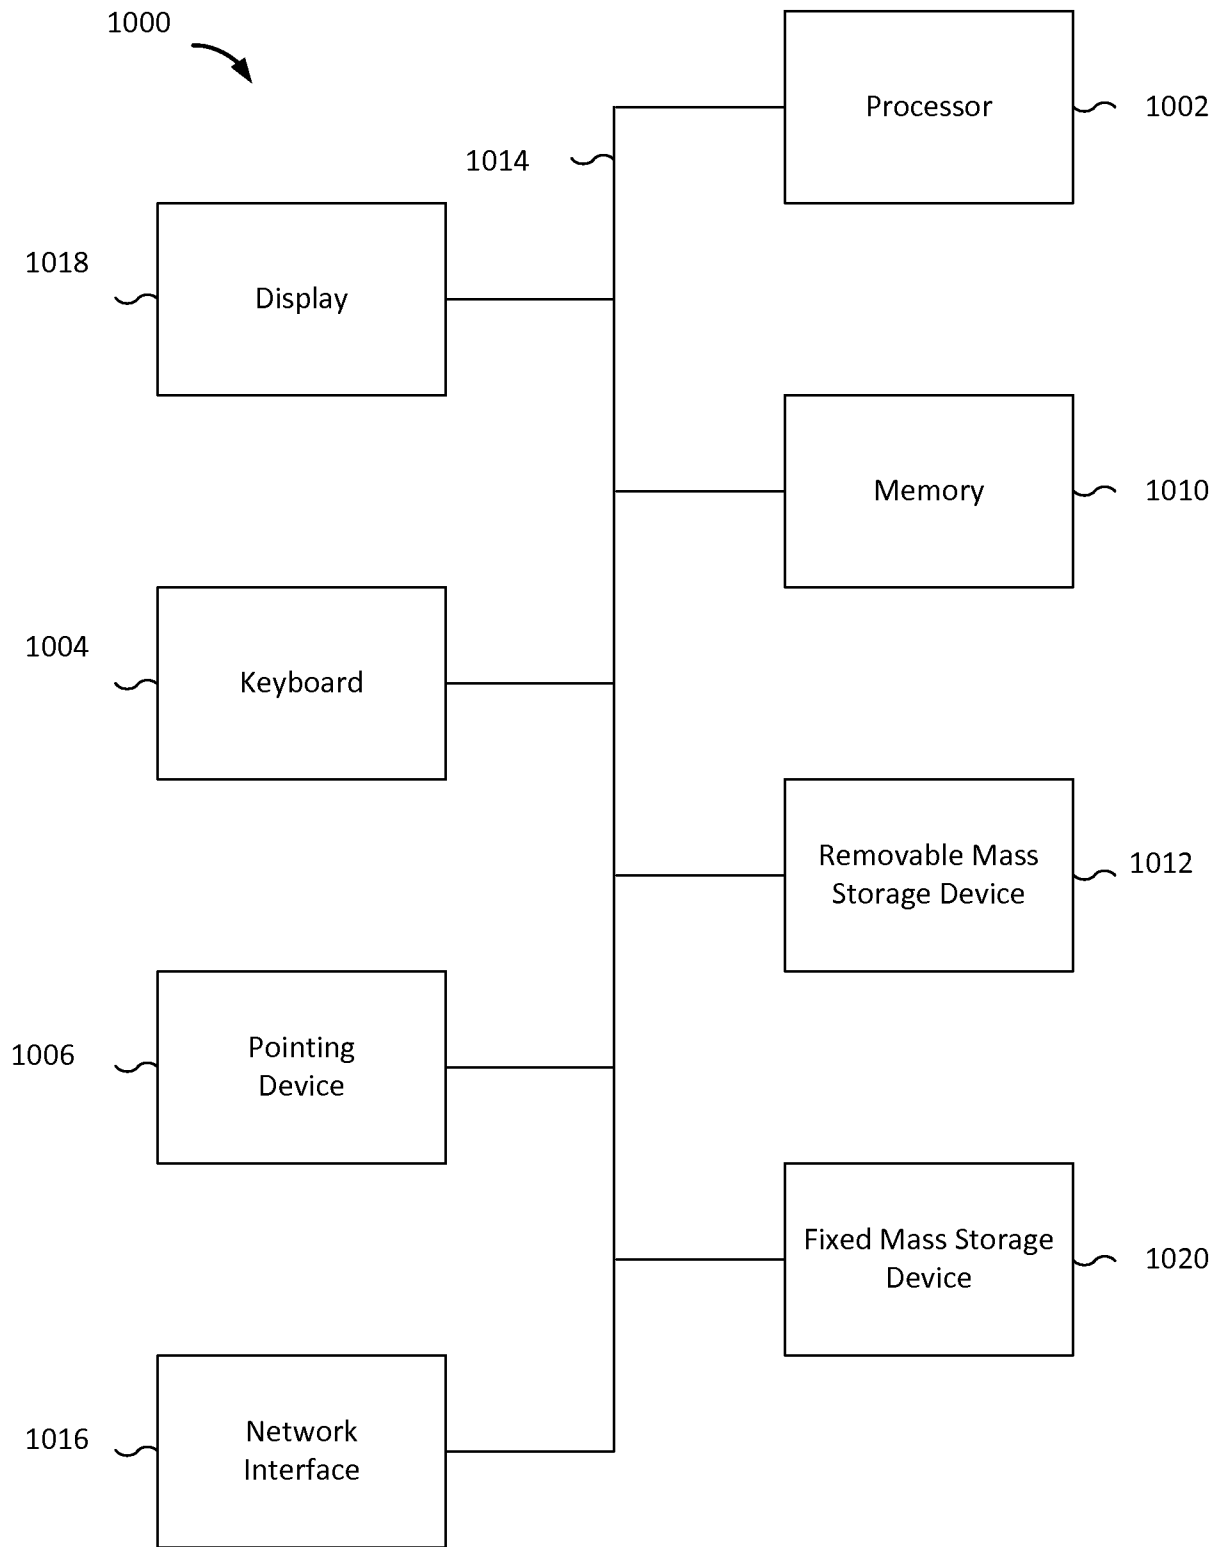 1000
Processor
1002
1014
1018
Display
Memory
1010
1004
Keyboard
Removable Mass
Storage Device
1012
1006
Pointing
Device
Fixed Mass Storage
Device
1020
1016
Network
Interface